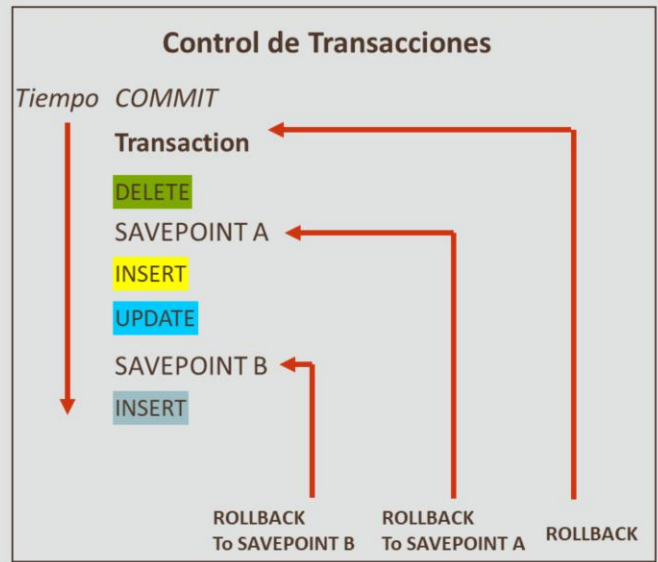 Control de Transacciones
Tiempo COMMIT
Transaction
DELETE
SAVEPOINT A
INSERT
UPDATE
SAVEPOINT B
INSERT
ROLLBACK
To SAVEPOINT B
ROLLBACK
To SAVEPOINT A
ROLLBACK